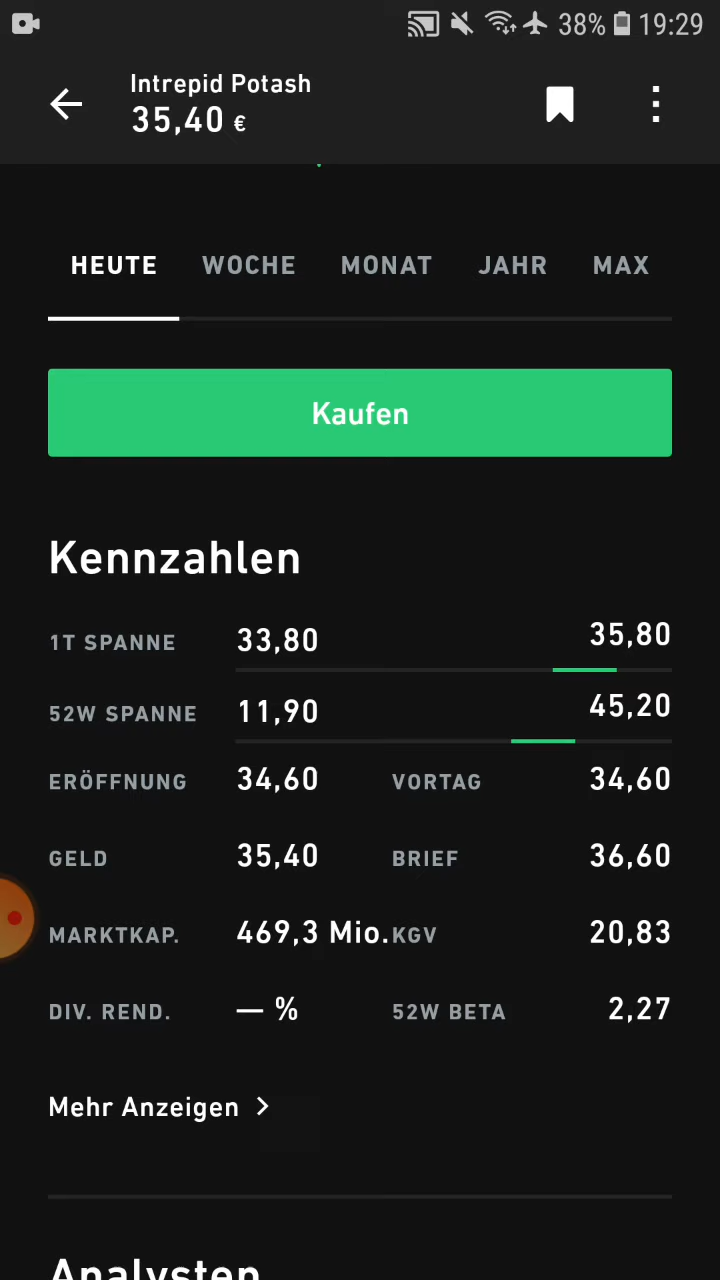 38% 19:29
Intrepid Potash
35,40 €
HEUTE WOCHE MONAT JAHR MAX
Kaufen
Kennzahlen
1T SPANNE 33,80 35,80
52W SPANNE 11,90 45,20
ERÖFFNUNG 34,60 VORTAG 34,60
GELD 35,40 BRIEF 36,60
MARKTKAP. 469,3 Mio. KGV 20,83
DIV. REND. — % 52W BETA 2,27
Mehr Anzeigen
Analysten